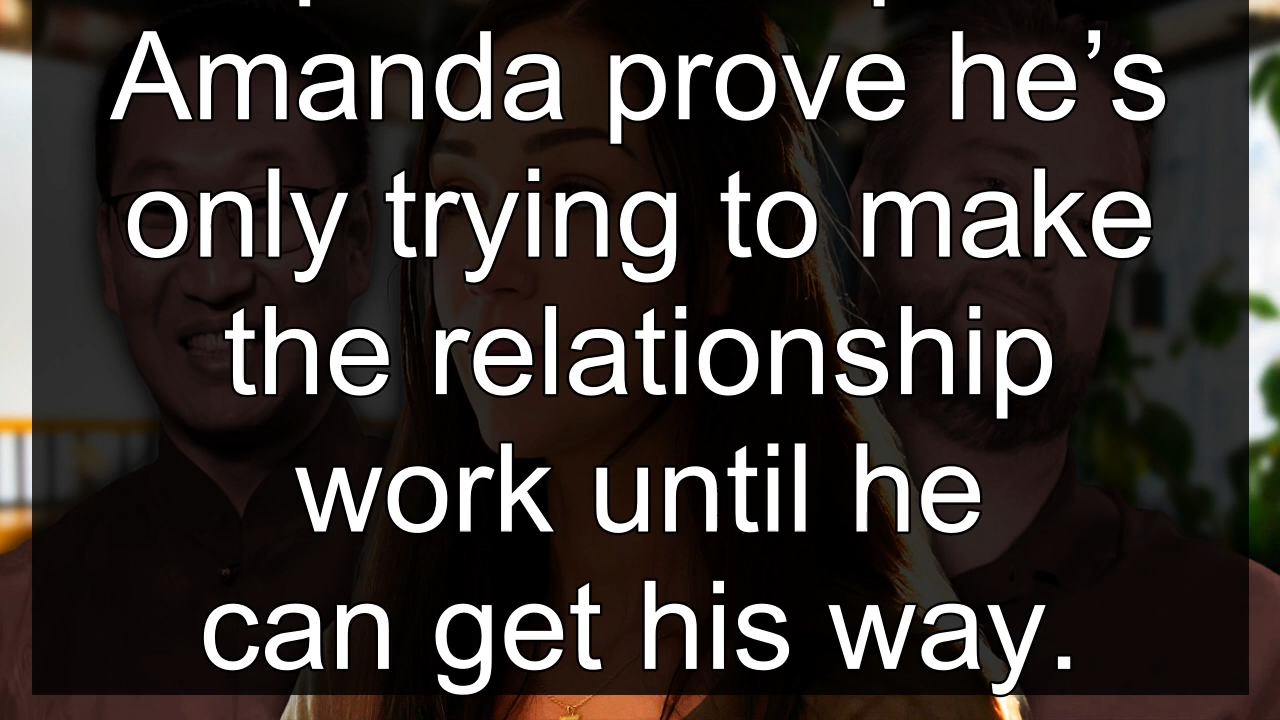 Amanda prove he’s
only trying to make
the relationship
work until he
can get his way.